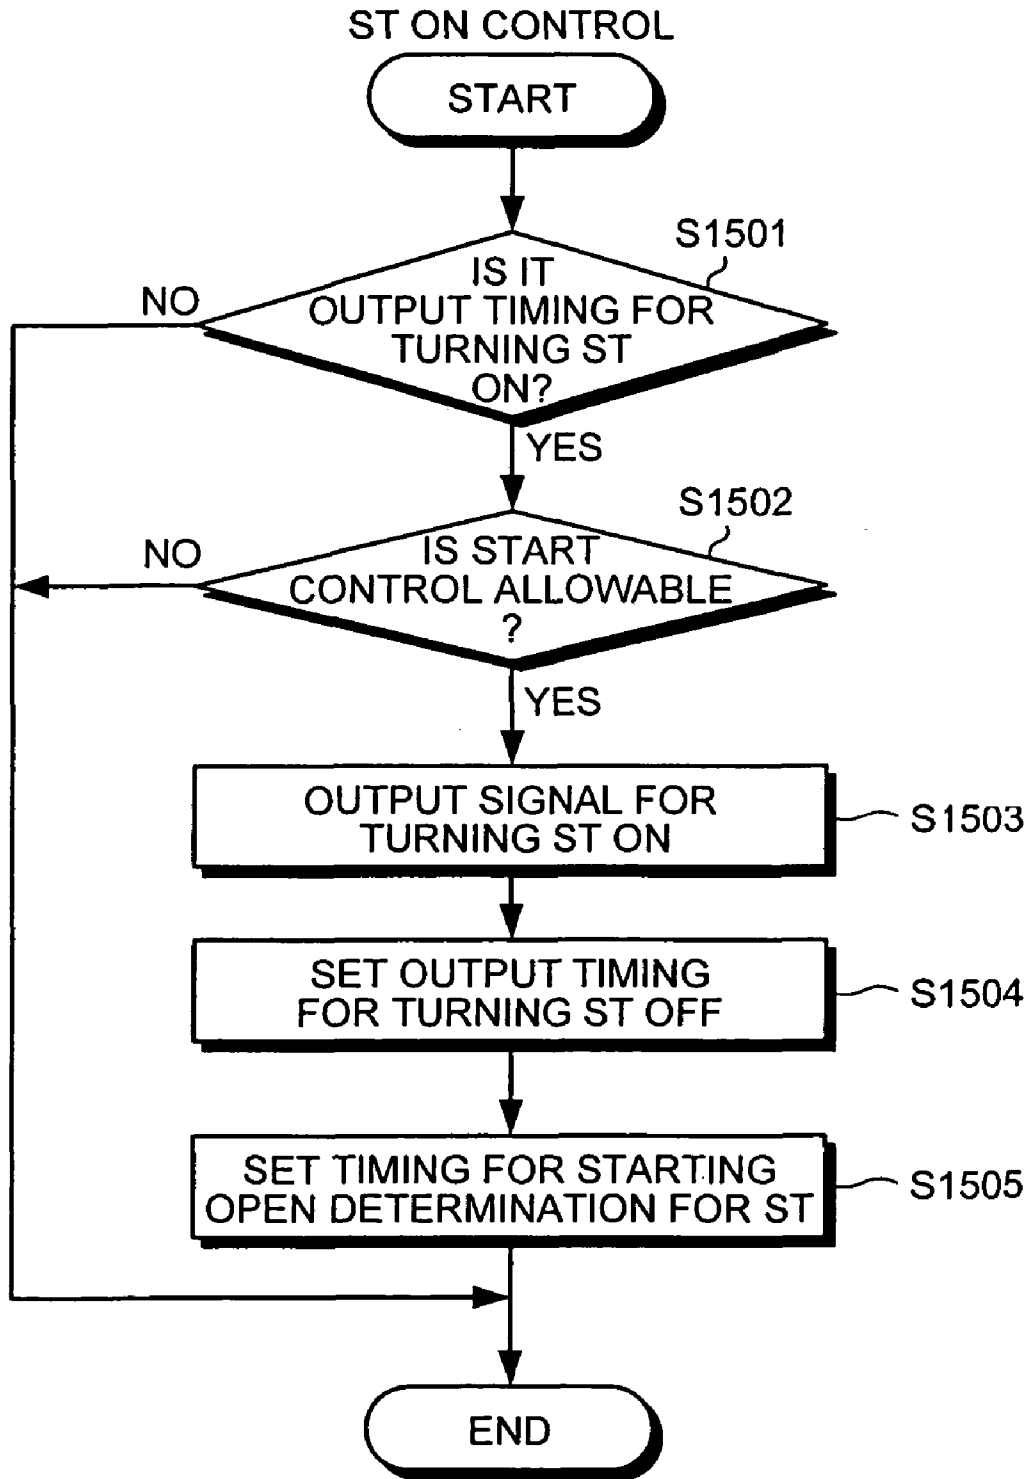 ST ON CONTROL
START
S1501
IS IT
OUTPUT TIMING FOR
TURNING ST
ON?
NO
YES
S1502
IS START
CONTROL ALLOWABLE
?
NO
YES
OUTPUT SIGNAL FOR
TURNING ST ON
S1503
SET OUTPUT TIMING
FOR TURNING ST OFF
S1504
SET TIMING FOR STARTING
OPEN DETERMINATION FOR ST
S1505
END